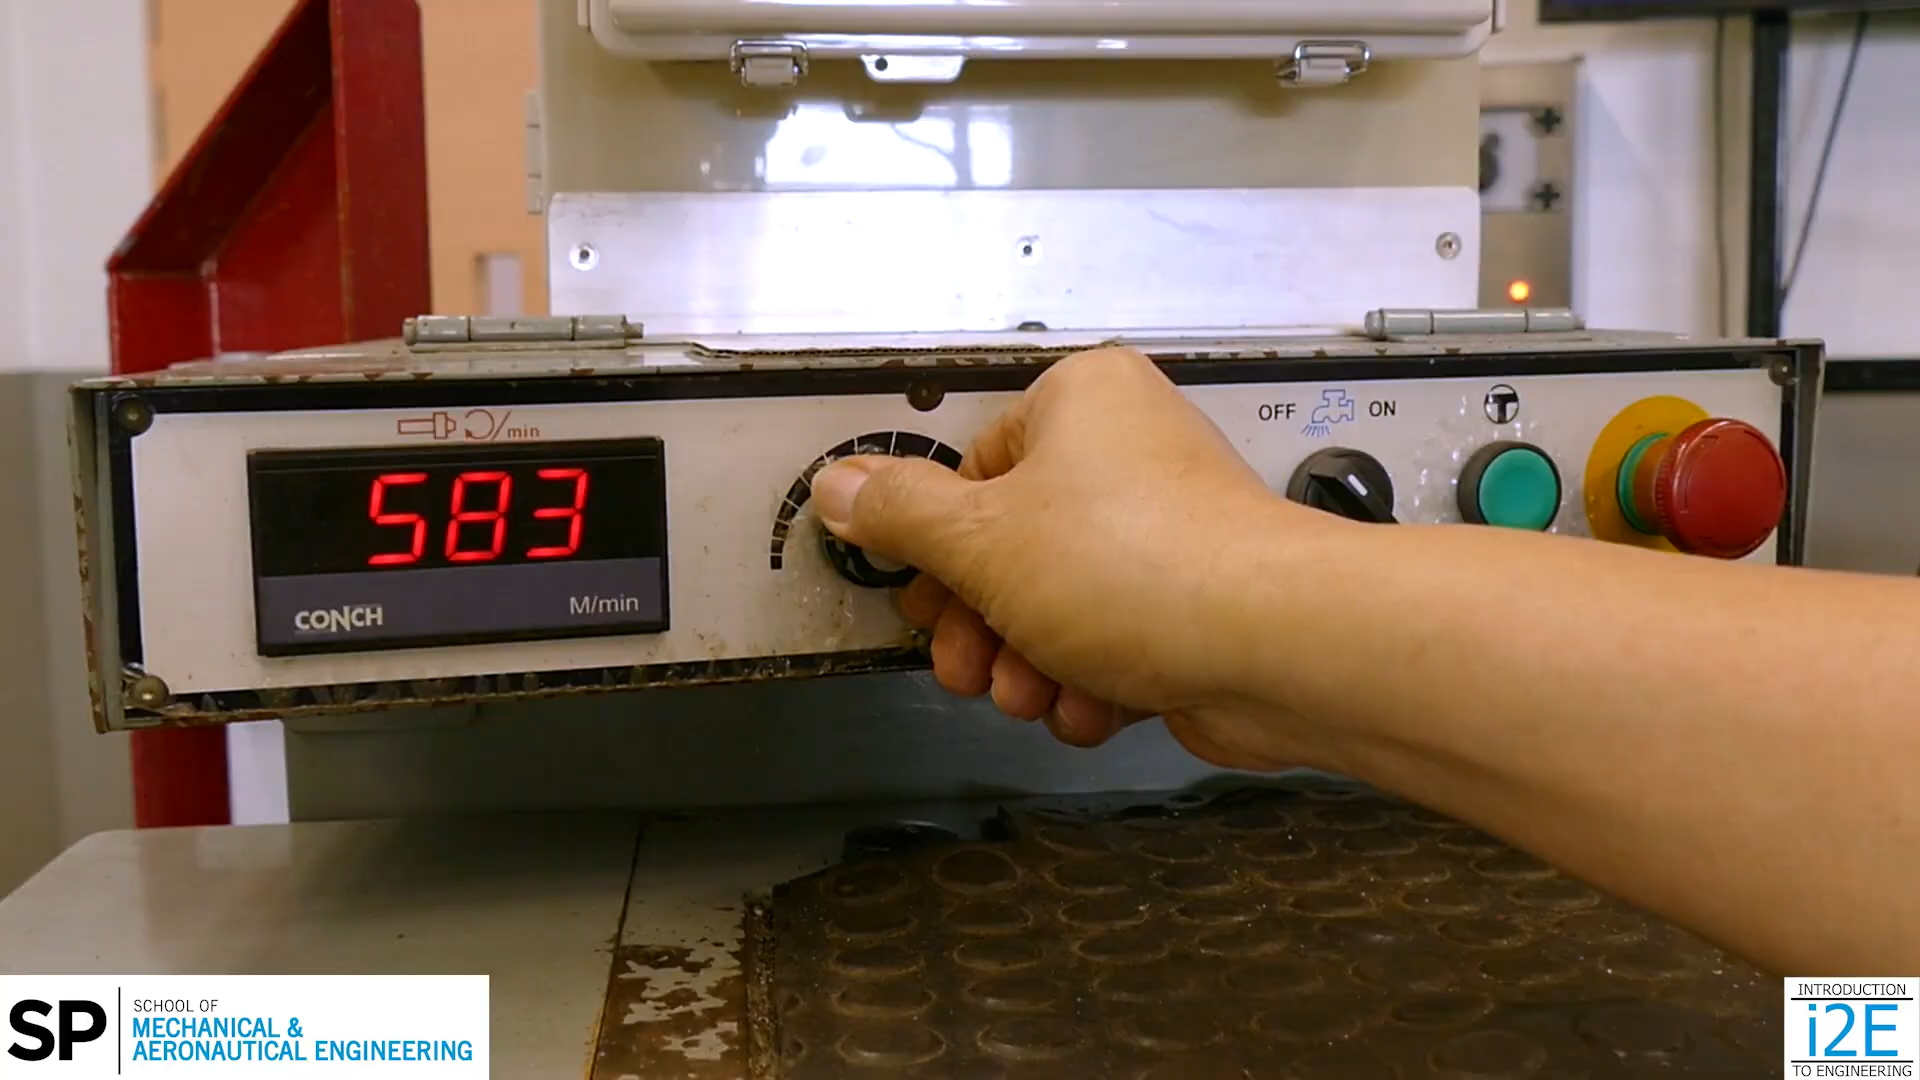 /min
583
CONCH
M/min
OFF ON
T
SP
SCHOOL OF
MECHANICAL &
AERONAUTICAL ENGINEERING
INTRODUCTION
i2E
TO ENGINEERING